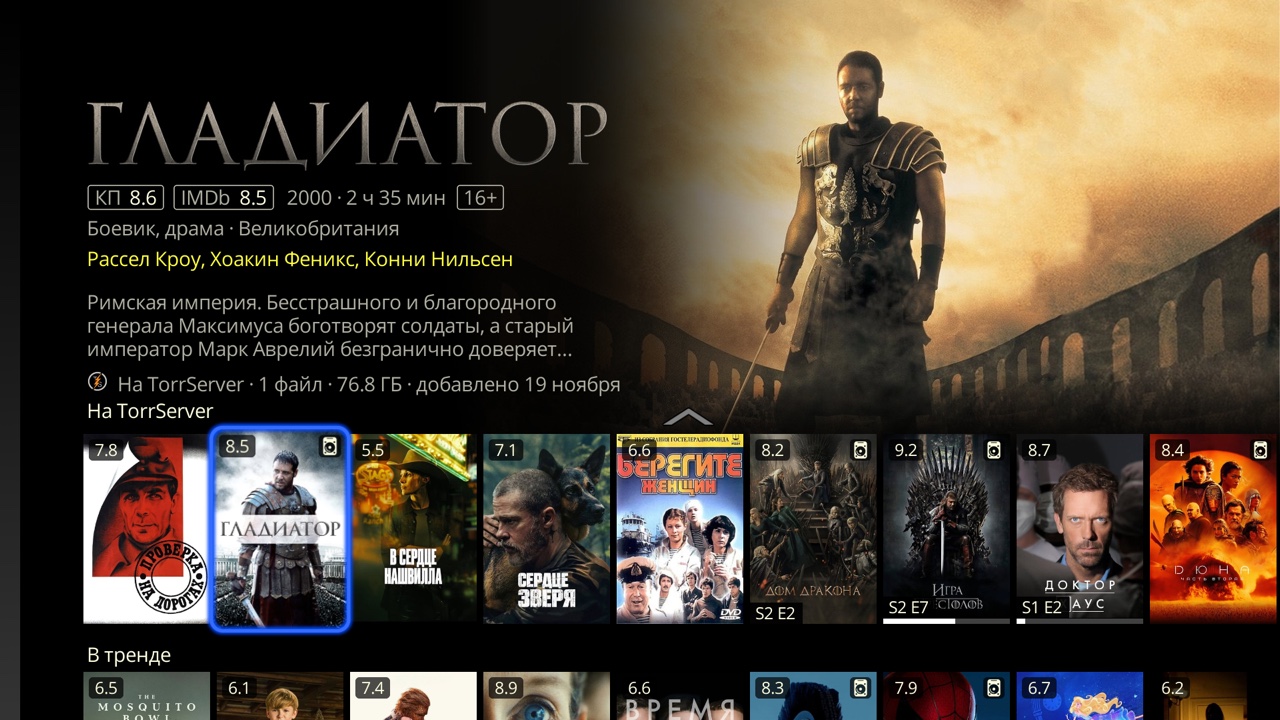 ГЛАДИАТОР
КП 8.6 IMDb 8.5 2000 · 2 ч 35 мин 16+
Боевик, драма · Великобритания
Рассел Кроу, Хоакин Феникс, Конни Нильсен
Римская империя. Бесстрашного и благородного
генерала Максимуса боготворят солдаты, а старый
император Марк Аврелий безгранично доверяет...
На TorrServer · 1 файл · 76.8 ГБ · добавлено 19 ноября
На TorrServer
7.8
ПРОВЕРКА
НА ДОРОГАХ
8.5
ГЛАДИАТОР
5.5
В СЕРДЦЕ
НАШВИЛЛА
7.1
СЕРДЦЕ
ЗВЕРЯ
6.6
БЕРЕГИТЕ
ЖЕНЩИН
DVD
8.2
ДОМ ДРАКОНА
S2 E2
9.2
ИГРА
S2 E7
8.7
ДОКТОР
АУС
S1 E2
8.4
ДЮНА
ЧАСТЬ ВТОРАЯ
В тренде
6.5
THE
MOSQUITO
BOWL
6.1
7.4
8.9
6.6
ВРЕМЯ
8.3
7.9
6.7
6.2